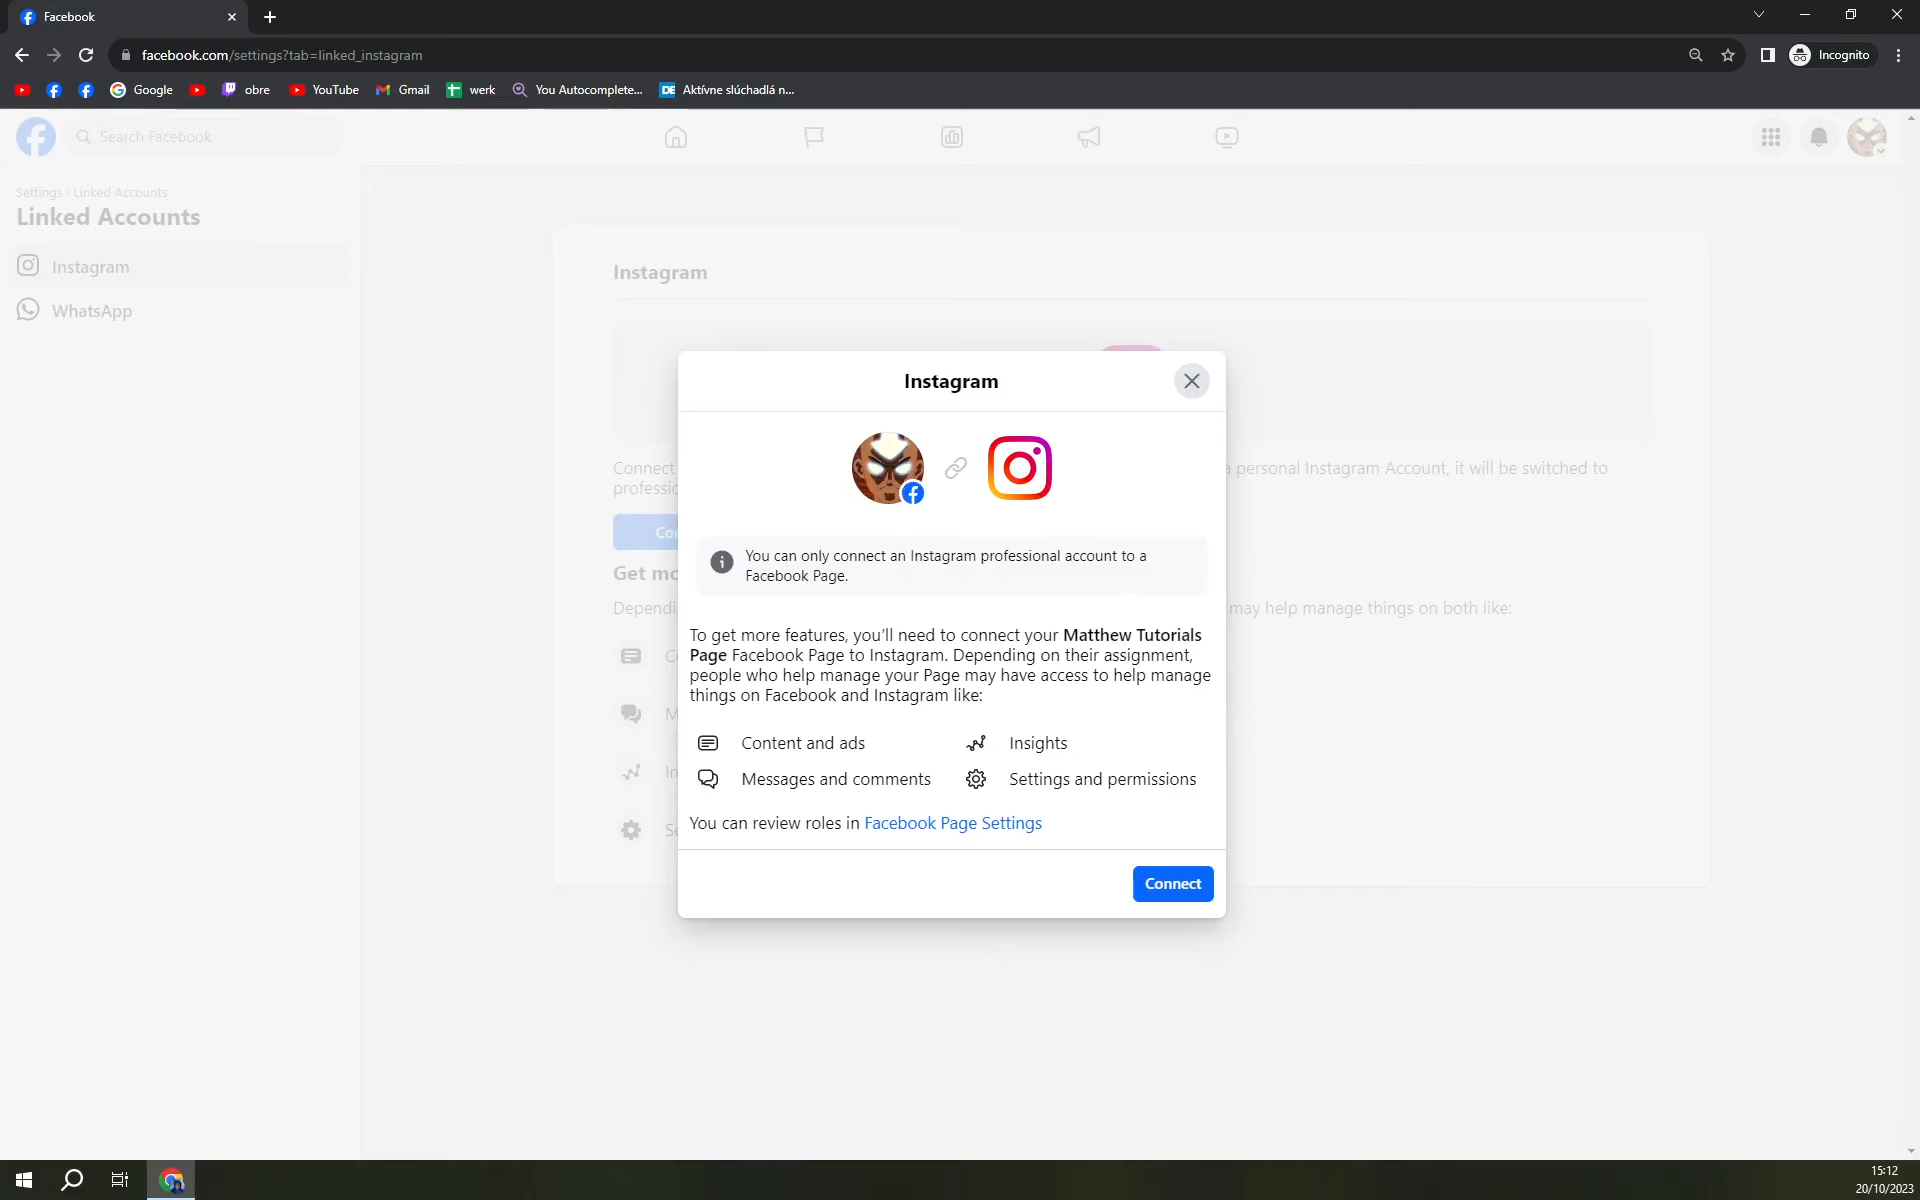 Facebook
facebook.com/settings?tab=linked_instagram
Incognito
Google
obre
YouTube
Gmail
werk
You Autocomplete...
Aktívne slúchadlá n...
Search Facebook
Settings › Linked Accounts
Linked Accounts
Instagram
WhatsApp
Instagram
Connect
a personal Instagram Account, it will be switched to
Get mo
Depend
may help manage things on both like:
Instagram
You can only connect an Instagram professional account to a
Facebook Page.
To get more features, you'll need to connect your Matthew Tutorials
Page Facebook Page to Instagram. Depending on their assignment,
people who help manage your Page may have access to help manage
things on Facebook and Instagram like:
Content and ads
Insights
Messages and comments
Settings and permissions
You can review roles in Facebook Page Settings
Connect
15:12
20/10/2023